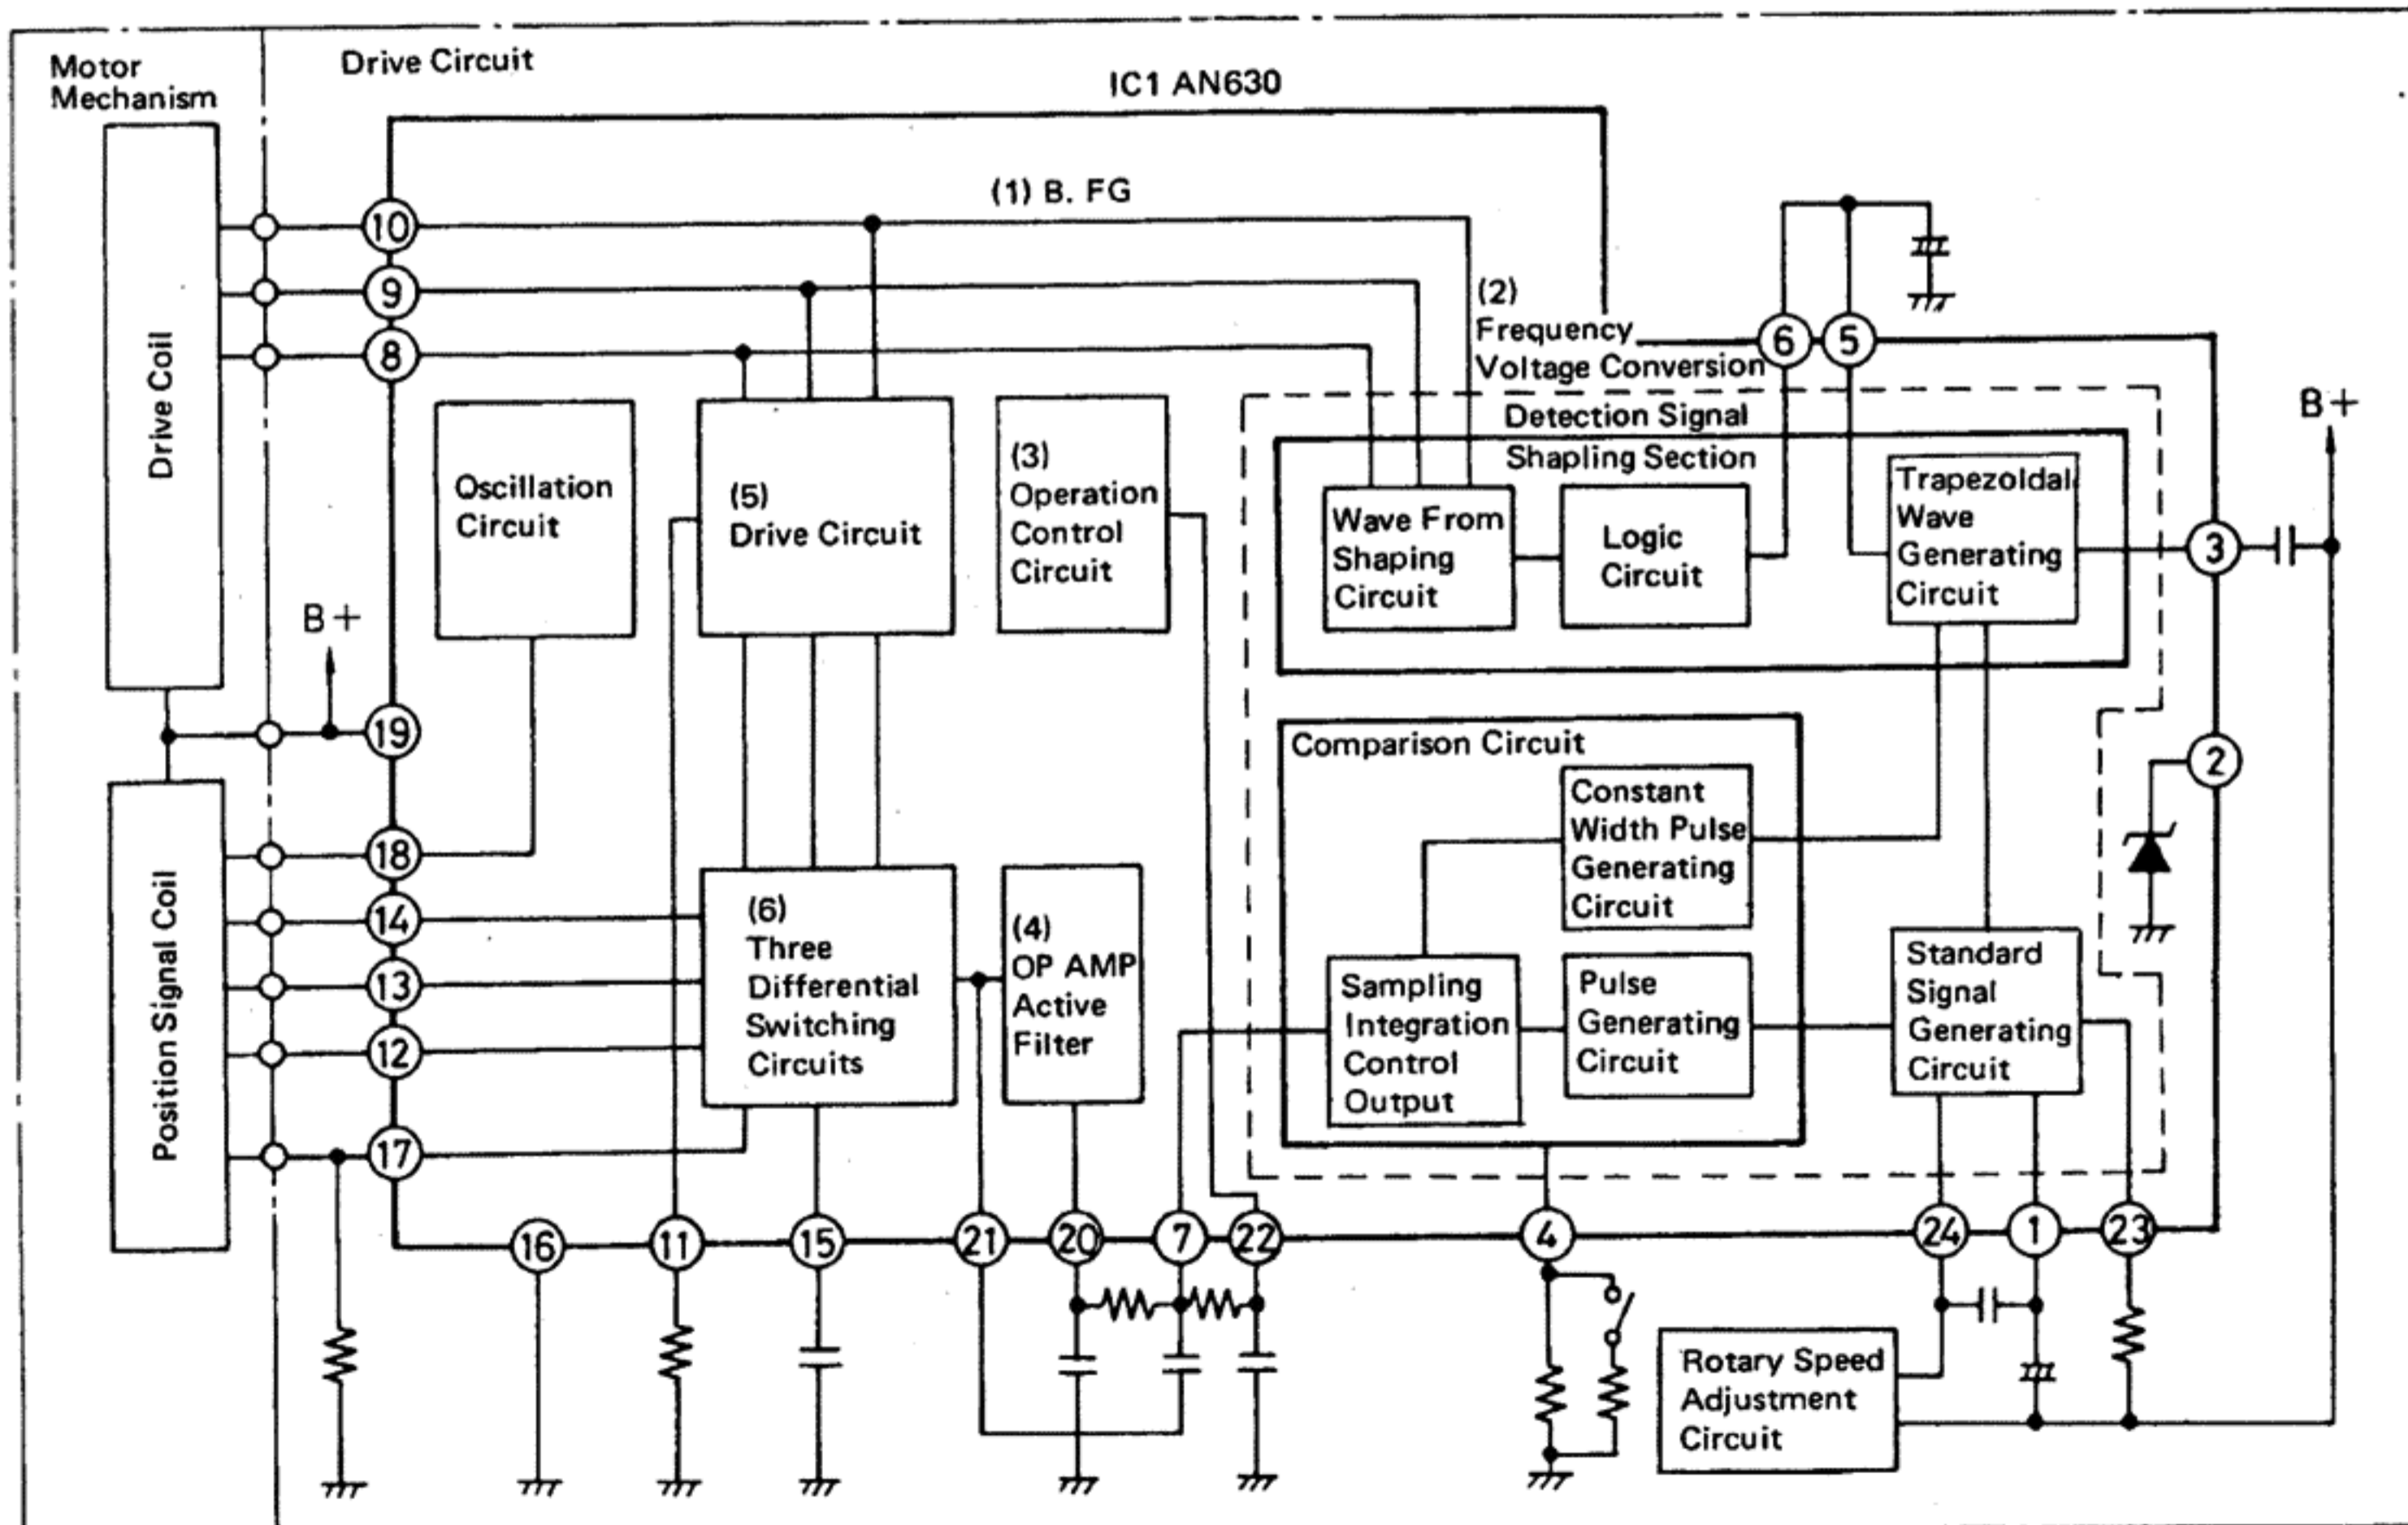 Motor
Mechanism
Drive Circuit
IC1 AN630
(1) B. FG
10
9
8
Drive Coil
(2)
Frequency
Voltage Conversion
6
5
B+
Detection Signal
Shapling Section
Oscillation
Circuit
(5)
Drive Circuit
(3)
Operation
Control
Circuit
Wave From
Shaping
Circuit
Logic
Circuit
Trapezoldal
Wave
Generating
Circuit
3
B+
19
2
Comparison Circuit
Constant
Width Pulse
Generating
Circuit
Position Signal Coil
18
14
13
12
17
(6)
Three
Differential
Switching
Circuits
(4)
OP AMP
Active
Filter
Sampling
Integration
Control
Output
Pulse
Generating
Circuit
Standard
Signal
Generating
Circuit
16
11
15
21
20
7
22
4
24
1
23
Rotary Speed
Adjustment
Circuit